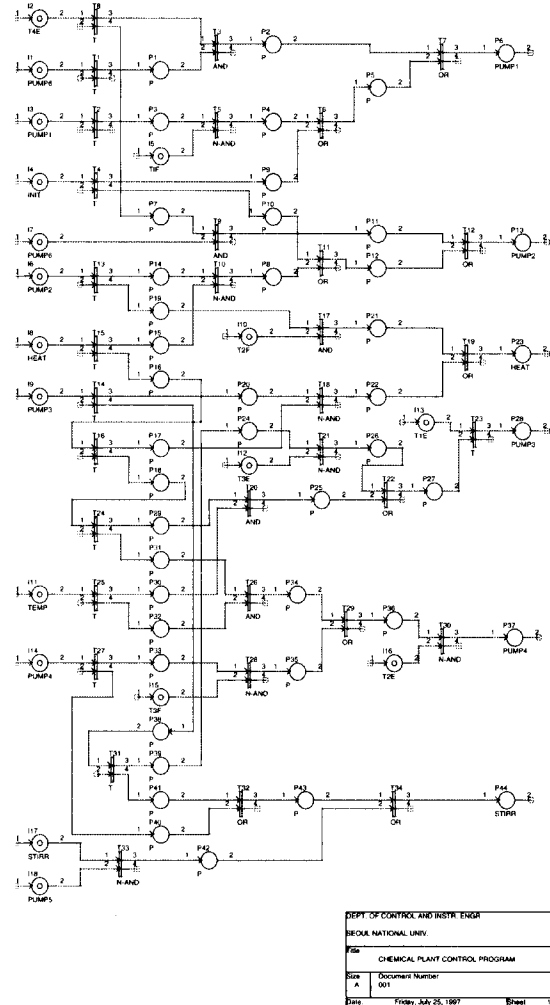 I2 T8 T3 P2 T7 P6
T4E AND OR PUMP1
I1 T1 P1 P5
PUMP6 T P P
I3 T2 P3 T5 P4 T6
PUMP1 T P N-AND P OR
I5
T1F
I4 T4 P9
INIT T P
P7 P10 T9 P11 T12 P13
P P AND P OR PUMP2
I7
PUMP6
I6 T13 P14 T10 P8 T11 P12
PUMP2 T P N-AND P OR P
P19 I10 T17 P21
P T2F AND P
I8 T15 P15 T19 P23
HEAT T P OR HEAT
P16
I9 T14 P20 T18 P22
PUMP3 T P N-AND P
P24 I13 T23 P28
P T1E T PUMP3
T16 P17 I12 T21 P26
T P T3E N-AND P
P18 T20 P25 T22 P27
P AND P OR P
T24 P29
T P
P31
P
I11 T25 P30 T26 P34
TEMP T P AND P
P32 T29 P36 T30 P37
P OR P N-AND PUMP4
I14 T27 P33 T28 P35 I16
PUMP4 T P N-AND P T2E
I15
T3F
P38
P
T31 P39
T P
P41 T32 P43 T34 P44
P OR P OR STIRR
P40
P
I17 T33 P42
STIRR N-AND P
I18
PUMP5
DEPT. OF CONTROL AND INSTR. ENGR
SEOUL NATIONAL UNIV.
Title
CHEMICAL PLANT CONTROL PROGRAM
Size Document Number
A 001
Date: Friday, July 25, 1997 Sheet 1